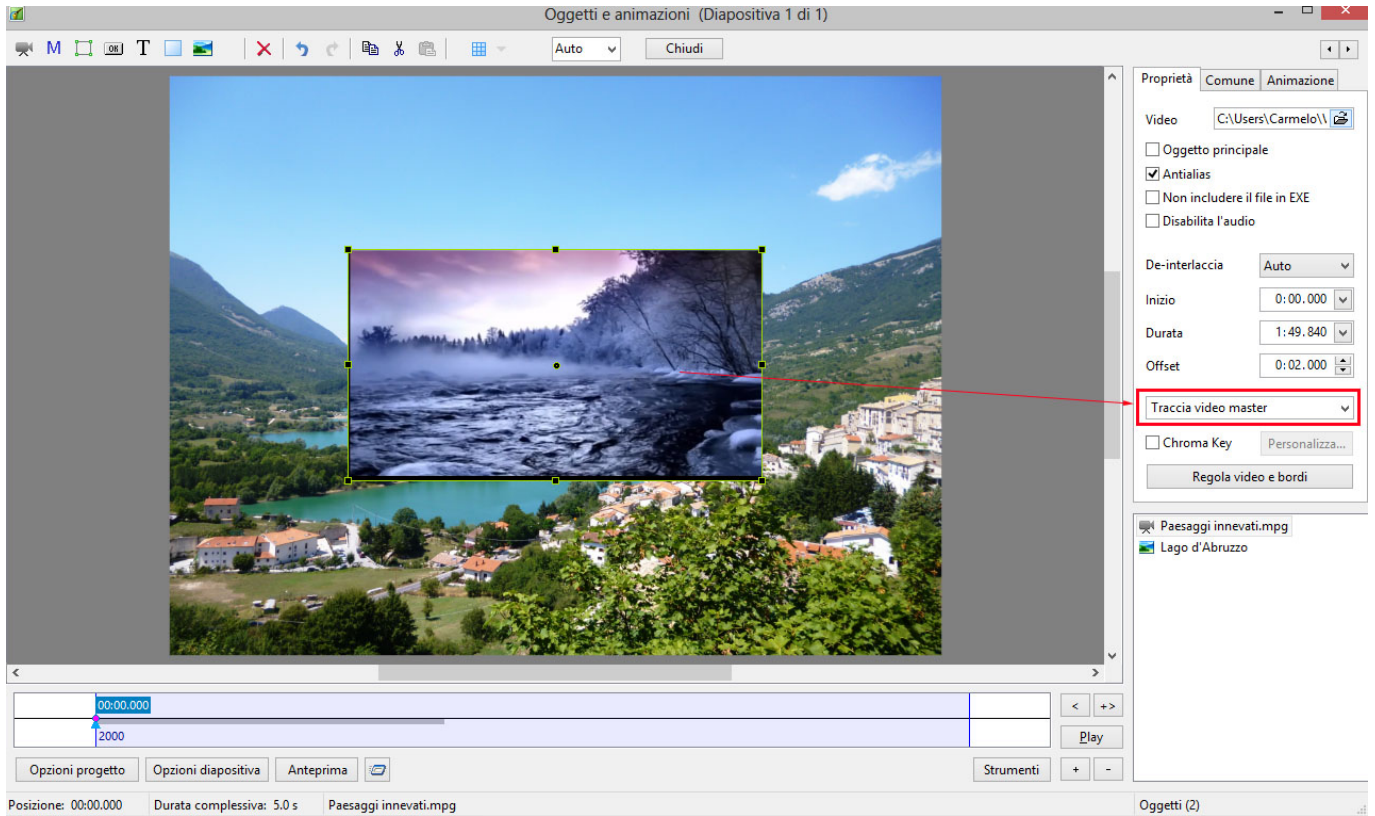 Oggetti e animazioni (Diapositiva 1 di 1)
M OK T Auto Chiudi
Proprietà Comune Animazione
Video C:\Users\Carmelo\\
Oggetto principale
Antialias
Non includere il file in EXE
Disabilita l'audio
De-interlaccia Auto
Inizio 0:00.000
Durata 1:49.840
Offset 0:02.000
Traccia video master
Chroma Key Personalizza...
Regola video e bordi
Paesaggi innevati.mpg
Lago d'Abruzzo
00:00.000
2000
< +>
Play
Opzioni progetto Opzioni diapositiva Anteprima Strumenti + -
Posizione: 00:00.000 Durata complessiva: 5.0 s Paesaggi innevati.mpg Oggetti (2)